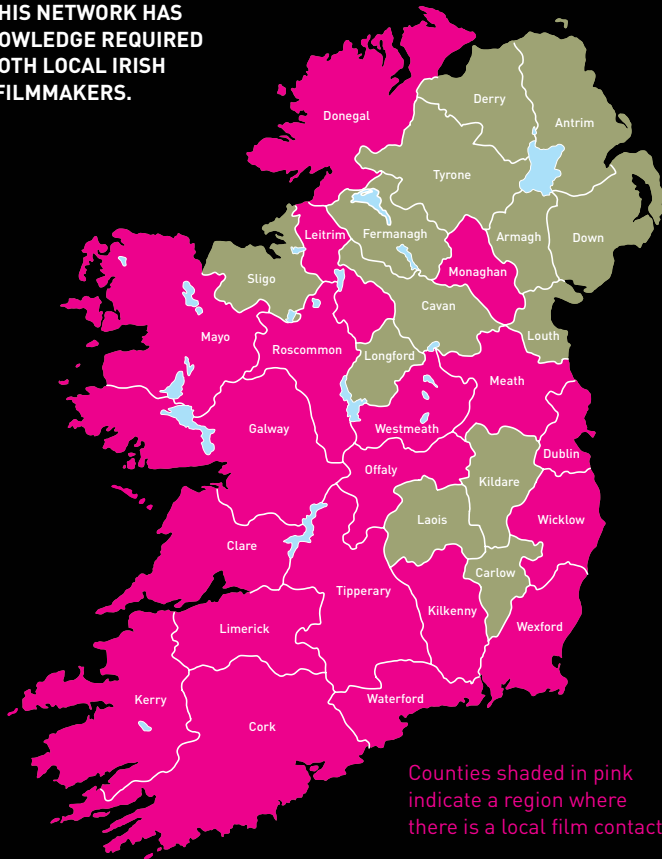 HIS NETWORK HAS
OWLEDGE REQUIRED
OTH LOCAL IRISH
FILMMAKERS.
Donegal
Derry
Antrim
Tyrone
Fermanagh
Armagh
Down
Leitrim
Monaghan
Sligo
Cavan
Louth
Mayo
Roscommon
Longford
Meath
Galway
Westmeath
Dublin
Offaly
Kildare
Laois
Wicklow
Clare
Carlow
Tipperary
Kilkenny
Wexford
Limerick
Kerry
Waterford
Cork
Counties shaded in pink
indicate a region where
there is a local film contact